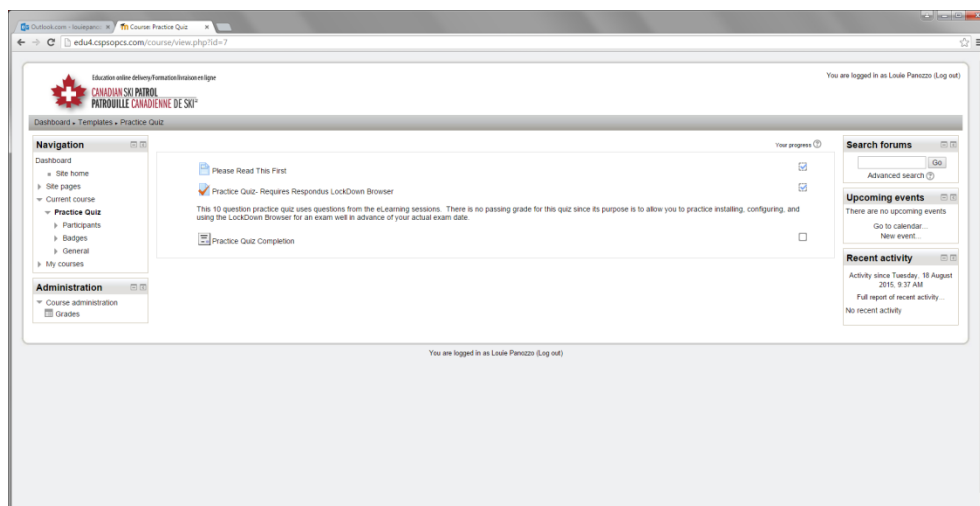 Outlook.com - louiepano
Course: Practice Quiz
edu4.cspsopcs.com/course/view.php?id=7
Education online delivery/Formation livraison en ligne
CANADIAN SKI PATROL
PATROUILLE CANADIENNE DE SKI
You are logged in as Louie Panozzo (Log out)
Dashboard ▸ Templates ▸ Practice Quiz
Navigation
Dashboard
Site home
Site pages
Current course
Practice Quiz
Participants
Badges
General
My courses
Administration
Course administration
Grades
Your progress
Please Read This First
Practice Quiz- Requires Respondus LockDown Browser
This 10 question practice quiz uses questions from the eLearning sessions. There is no passing grade for this quiz since its purpose is to allow you to practice installing, configuring, and
using the LockDown Browser for an exam well in advance of your actual exam date.
Practice Quiz Completion
Search forums
Go
Advanced search
Upcoming events
There are no upcoming events
Go to calendar...
New event...
Recent activity
Activity since Tuesday, 18 August
2015, 9:37 AM
Full report of recent activity...
No recent activity
You are logged in as Louie Panozzo (Log out)